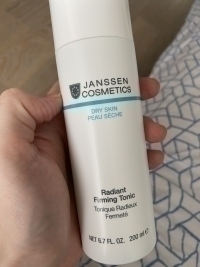 JANSSEN
COSMETICS
DRY SKIN
PEAU SÈCHE
Radiant
Firming Tonic
Tonique Radieux
Fermeté
NET 6.7 FL. OZ. 200 ml ℮